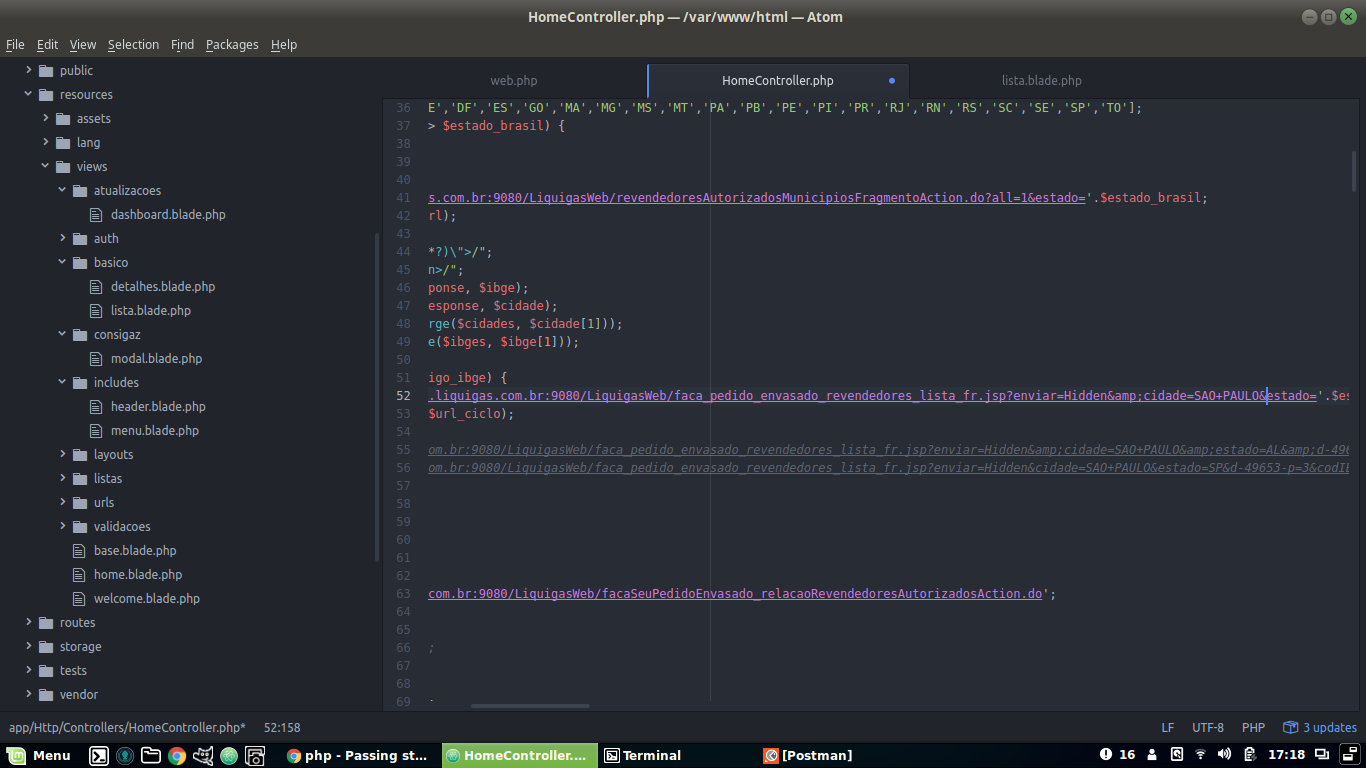 HomeController.php — /var/www/html — Atom
File Edit View Selection Find Packages Help
public
resources
assets
lang
views
atualizacoes
dashboard.blade.php
auth
basico
detalhes.blade.php
lista.blade.php
consigaz
modal.blade.php
includes
header.blade.php
menu.blade.php
layouts
listas
urls
validacoes
base.blade.php
home.blade.php
welcome.blade.php
routes
storage
tests
vendor
web.php HomeController.php lista.blade.php
36 E','DF','ES','GO','MA','MG','MS','MT','PA','PB','PE','PI','PR','RJ','RN','RS','SC','SE','SP','TO'];
37 > $estado_brasil) {
38
39
40
41 s.com.br:9080/LiquigasWeb/revendedoresAutorizadosMunicipiosFragmentoAction.do?all=1&estado='.$estado_brasil;
42 rl);
43
44 *?)\">/";
45 n>/";
46 ponse, $ibge);
47 esponse, $cidade);
48 rge($cidades, $cidade[1]));
49 e($ibges, $ibge[1]));
50
51 igo_ibge) {
52 .liquigas.com.br:9080/LiquigasWeb/faca_pedido_envasado_revendedores_lista_fr.jsp?enviar=Hidden&amp;cidade=SAO+PAULO&estado='.$es
53 $url_ciclo);
54
55 om.br:9080/LiquigasWeb/faca_pedido_envasado_revendedores_lista_fr.jsp?enviar=Hidden&amp;cidade=SAO+PAULO&amp;estado=AL&amp;d-496
56 om.br:9080/LiquigasWeb/faca_pedido_envasado_revendedores_lista_fr.jsp?enviar=Hidden&cidade=SAO+PAULO&estado=SP&d-49653-p=3&codIB
57
58
59
60
61
62
63 com.br:9080/LiquigasWeb/facaSeuPedidoEnvasado_relacaoRevendedoresAutorizadosAction.do';
64
65
66 ;
67
68
69
app/Http/Controllers/HomeController.php* 52:158 LF UTF-8 PHP 3 updates
Menu php - Passing st... HomeController.... Terminal [Postman] 16 17:18